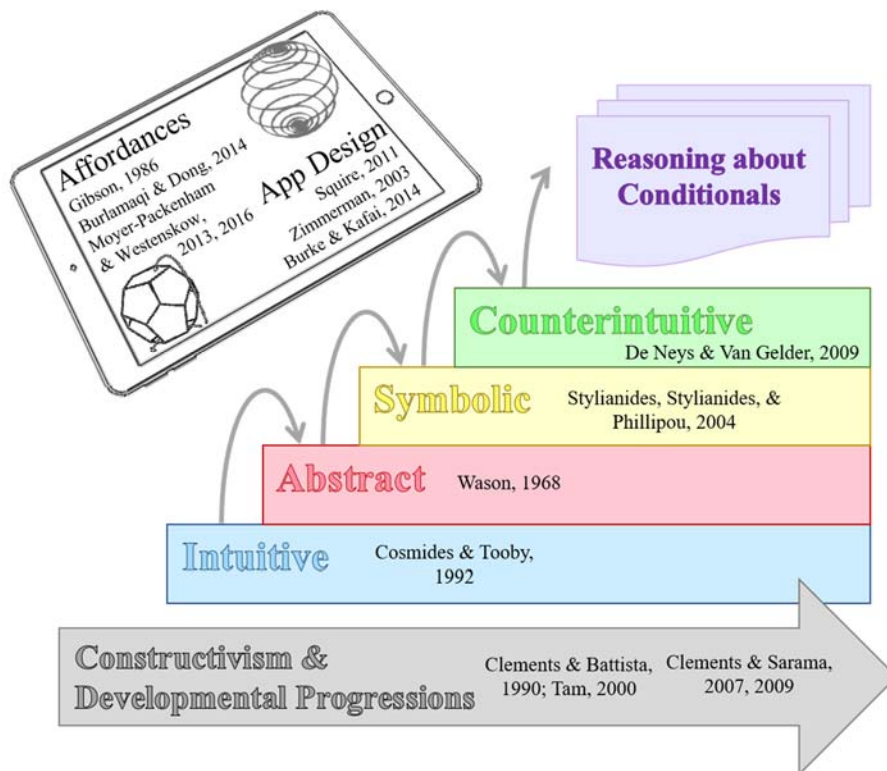 Affordances
Gibson, 1986
Burlamaqi & Dong, 2014
Moyer-Packenham
& Westenskow,
2013, 2016
App Design
Squire, 2011
Zimmerman, 2003
Burke & Kafai, 2014
Reasoning about
Conditionals
Counterintuitive
De Neys & Van Gelder, 2009
Symbolic
Stylianides, Stylianides, &
Phillipou, 2004
Abstract
Wason, 1968
Intuitive
Cosmides & Tooby,
1992
Constructivism &
Developmental Progressions
Clements & Battista,
1990; Tam, 2000
Clements & Sarama,
2007, 2009